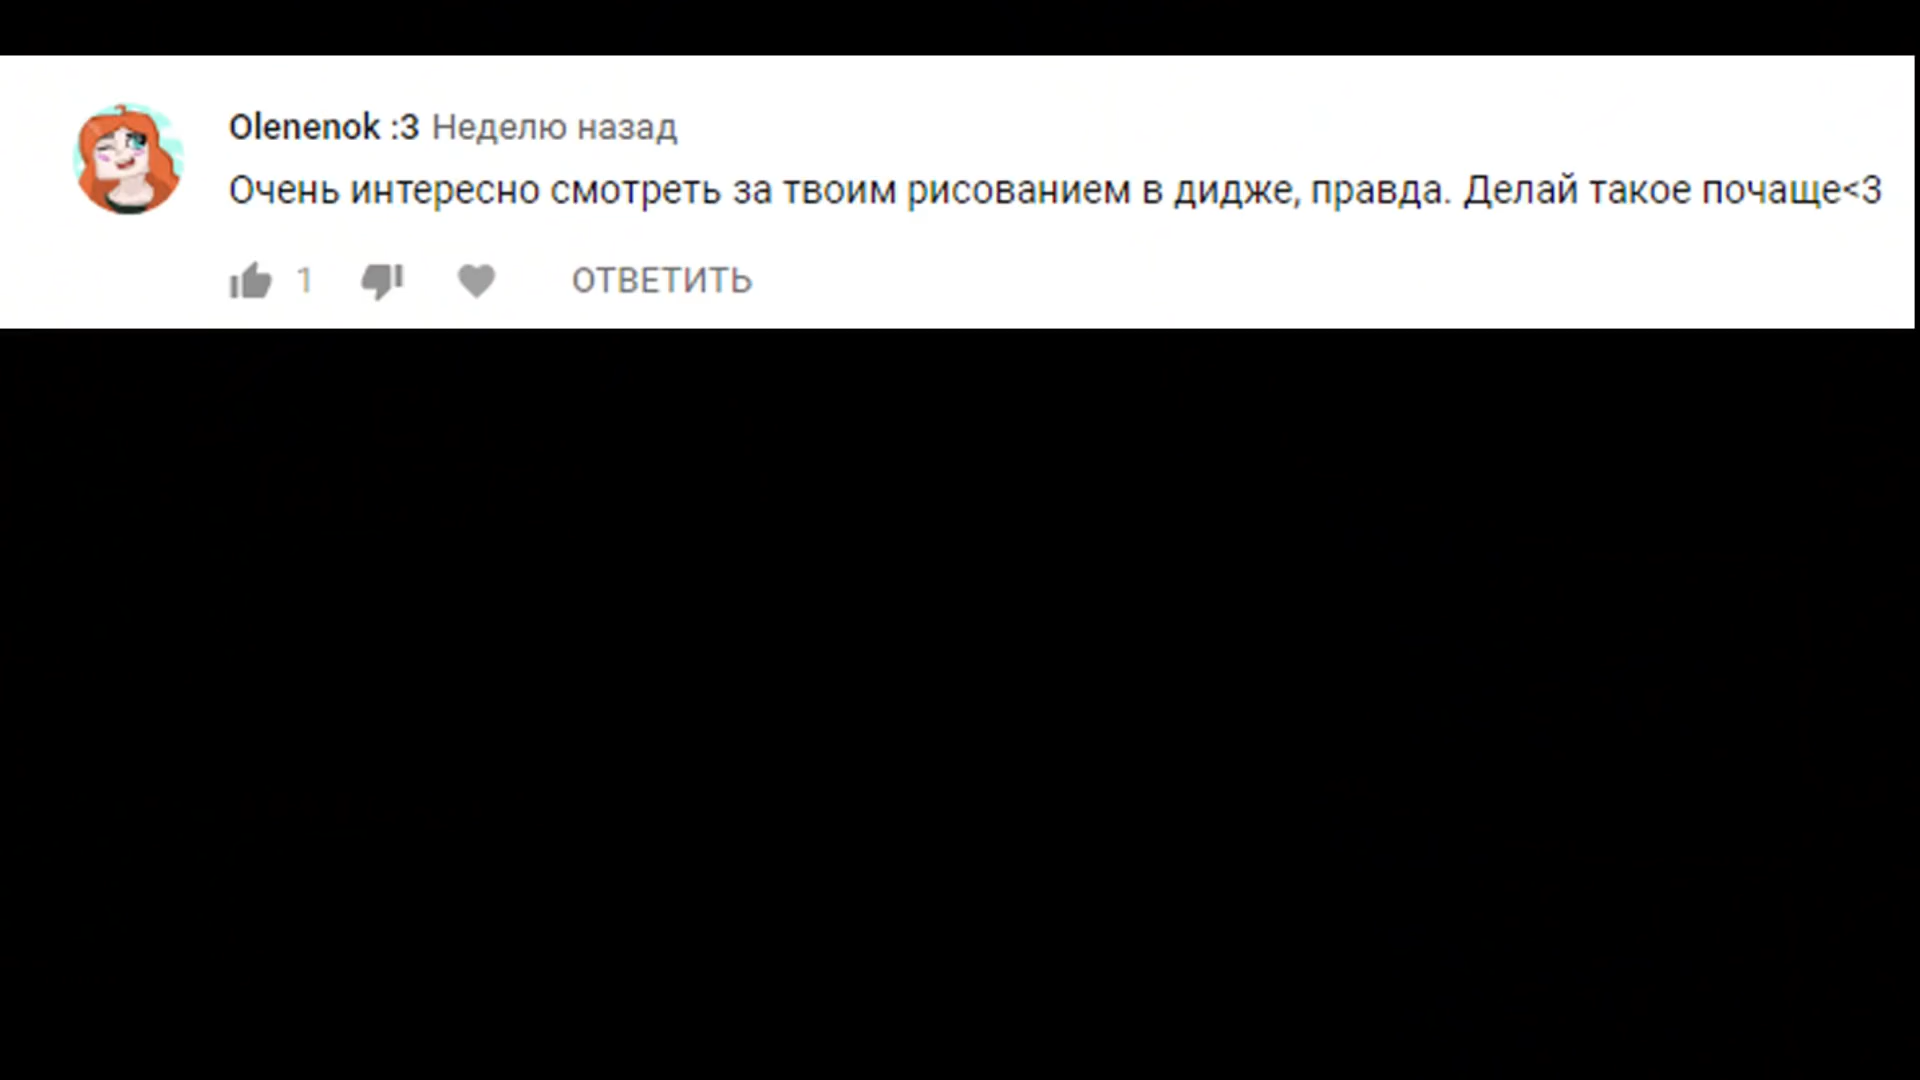 Olenenok :3 Неделю назад
Очень интересно смотреть за твоим рисованием в дидже, правда. Делай такое почаще<3
1 ОТВЕТИТЬ